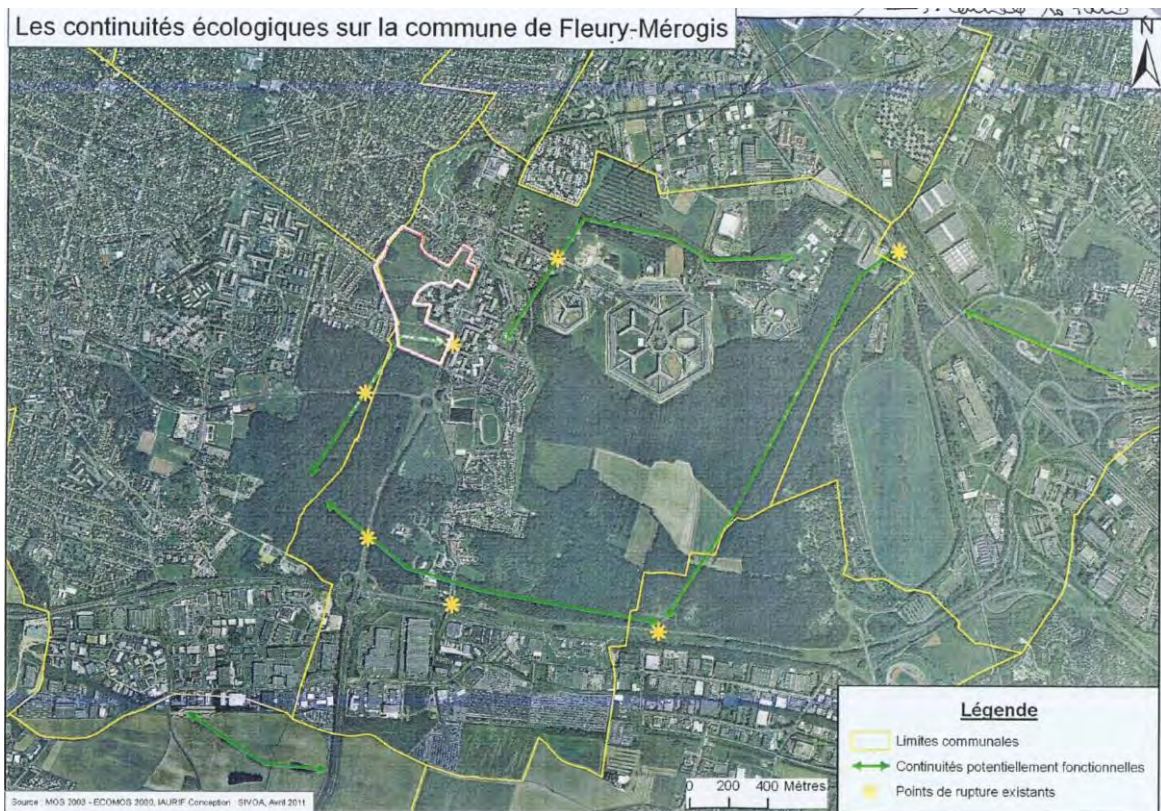 Les continuités écologiques sur la commune de Fleury-Mérogis
N
Légende
Limites communales
Continuités potentiellement fonctionnelles
Points de rupture existants
0 200 400 Mètres
Source : MOS 2003 - ECOMOS 2000, IAURIF Conception : SIVOA, Avril 2011